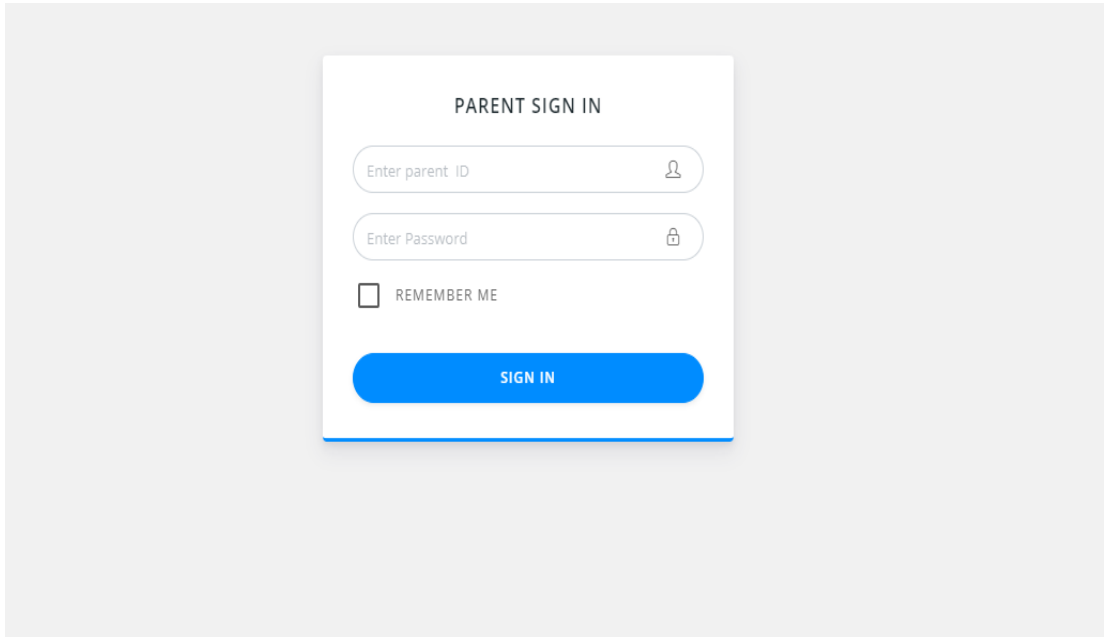 PARENT SIGN IN
Enter parent  ID
Enter Password
REMEMBER ME
SIGN IN